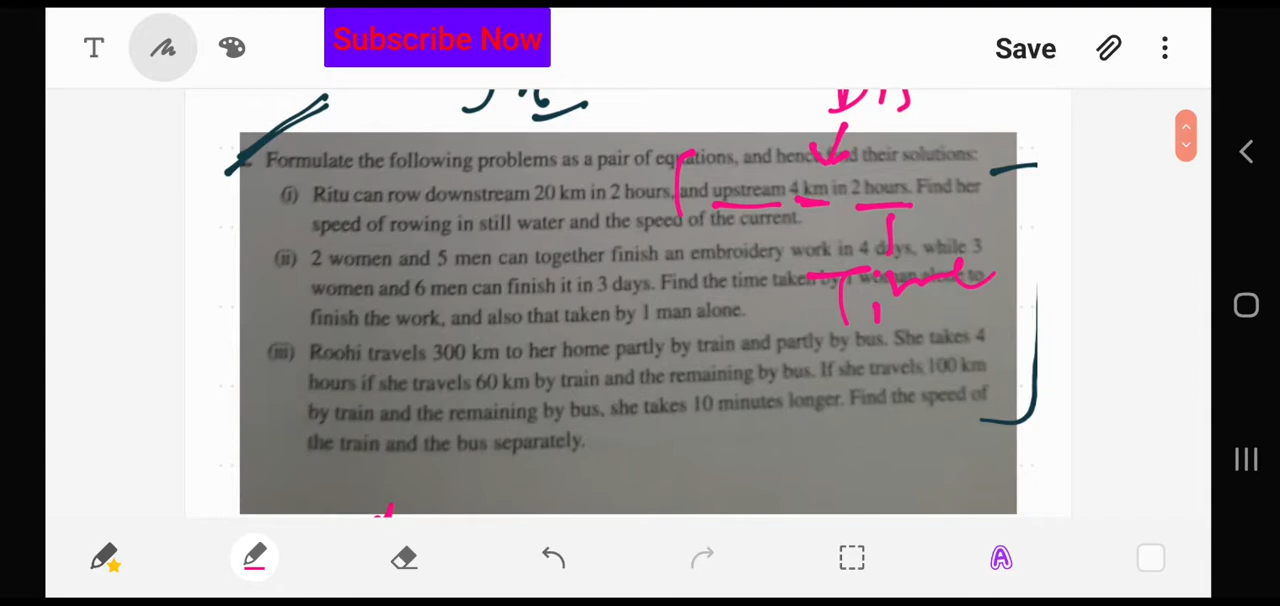 T
Subscribe Now
Save
Dis
Formulate the following problems as a pair of equations, and hence find their solutions:
(i) Ritu can row downstream 20 km in 2 hours, and upstream 4 km in 2 hours. Find her
speed of rowing in still water and the speed of the current.
(ii) 2 women and 5 men can together finish an embroidery work in 4 days, while 3
women and 6 men can finish it in 3 days. Find the time taken by 1 woman alone to
finish the work, and also that taken by 1 man alone.
Time
(iii) Roohi travels 300 km to her home partly by train and partly by bus. She takes 4
hours if she travels 60 km by train and the remaining by bus. If she travels 100 km
by train and the remaining by bus, she takes 10 minutes longer. Find the speed of
the train and the bus separately.
A